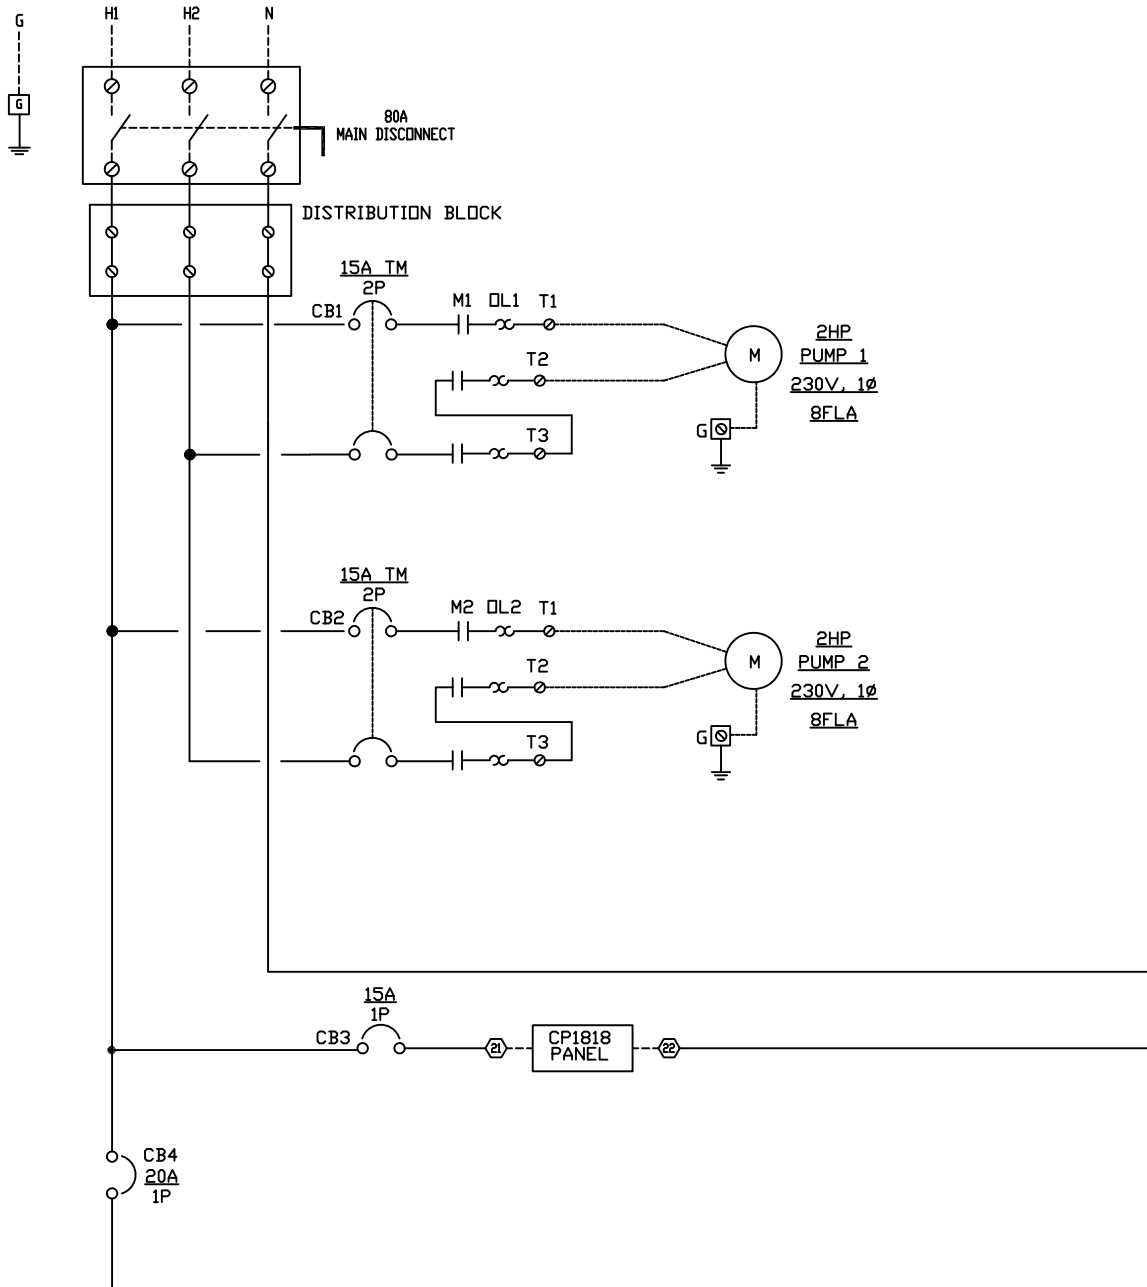 G
H1 H2 N
G
80A
MAIN DISCONNECT
DISTRIBUTION BLOCK
15A TM
2P
CB1
M1 OL1 T1
T2
T3
M
G
2HP
PUMP 1
230V, 1Ø
8FLA
15A TM
2P
CB2
M2 OL2 T1
T2
T3
M
G
2HP
PUMP 2
230V, 1Ø
8FLA
15A
1P
CB3
21
CP1818
PANEL
22
CB4
20A
1P